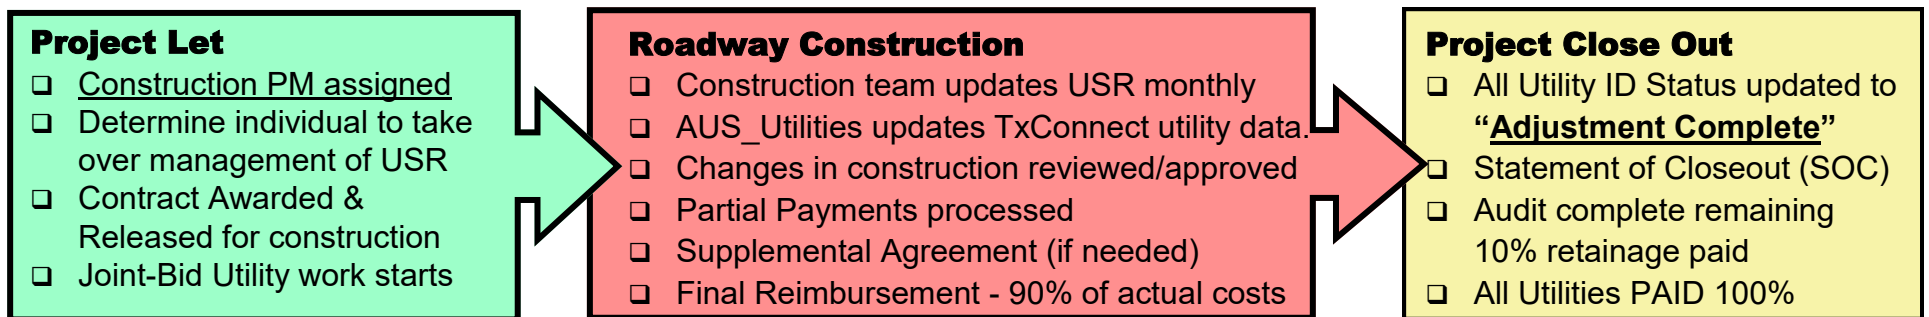 Project Let
❑ Construction PM assigned
❑ Determine individual to take
over management of USR
❑ Contract Awarded &
Released for construction
❑ Joint-Bid Utility work starts
Roadway Construction
❑ Construction team updates USR monthly
❑ AUS_Utilities updates TxConnect utility data.
❑ Changes in construction reviewed/approved
❑ Partial Payments processed
❑ Supplemental Agreement (if needed)
❑ Final Reimbursement - 90% of actual costs
Project Close Out
❑ All Utility ID Status updated to
“Adjustment Complete”
❑ Statement of Closeout (SOC)
❑ Audit complete remaining
10% retainage paid
❑ All Utilities PAID 100%